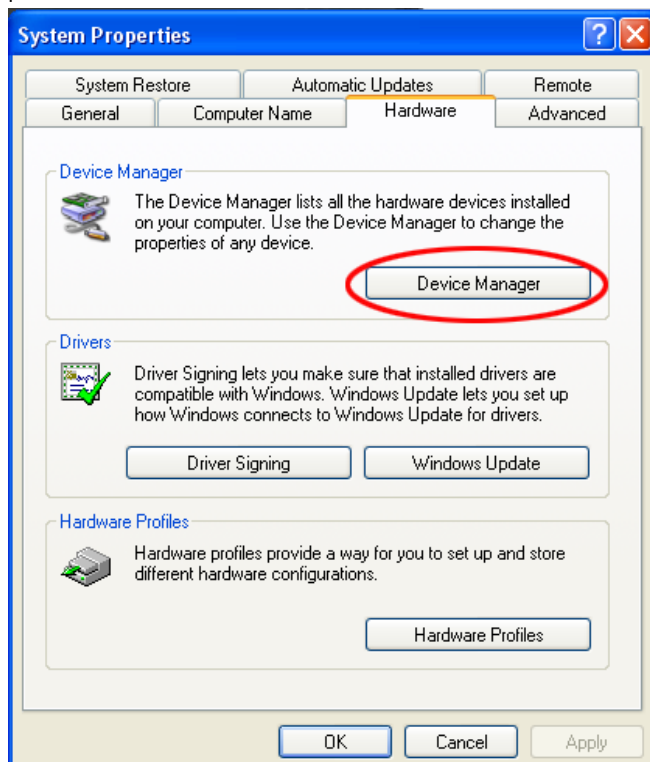 System Properties
System Restore
Automatic Updates
Remote
General
Computer Name
Hardware
Advanced
Device Manager
The Device Manager lists all the hardware devices installed
on your computer. Use the Device Manager to change the
properties of any device.
Device Manager
Drivers
Driver Signing lets you make sure that installed drivers are
compatible with Windows. Windows Update lets you set up
how Windows connects to Windows Update for drivers.
Driver Signing
Windows Update
Hardware Profiles
Hardware profiles provide a way for you to set up and store
different hardware configurations.
Hardware Profiles
OK
Cancel
Apply